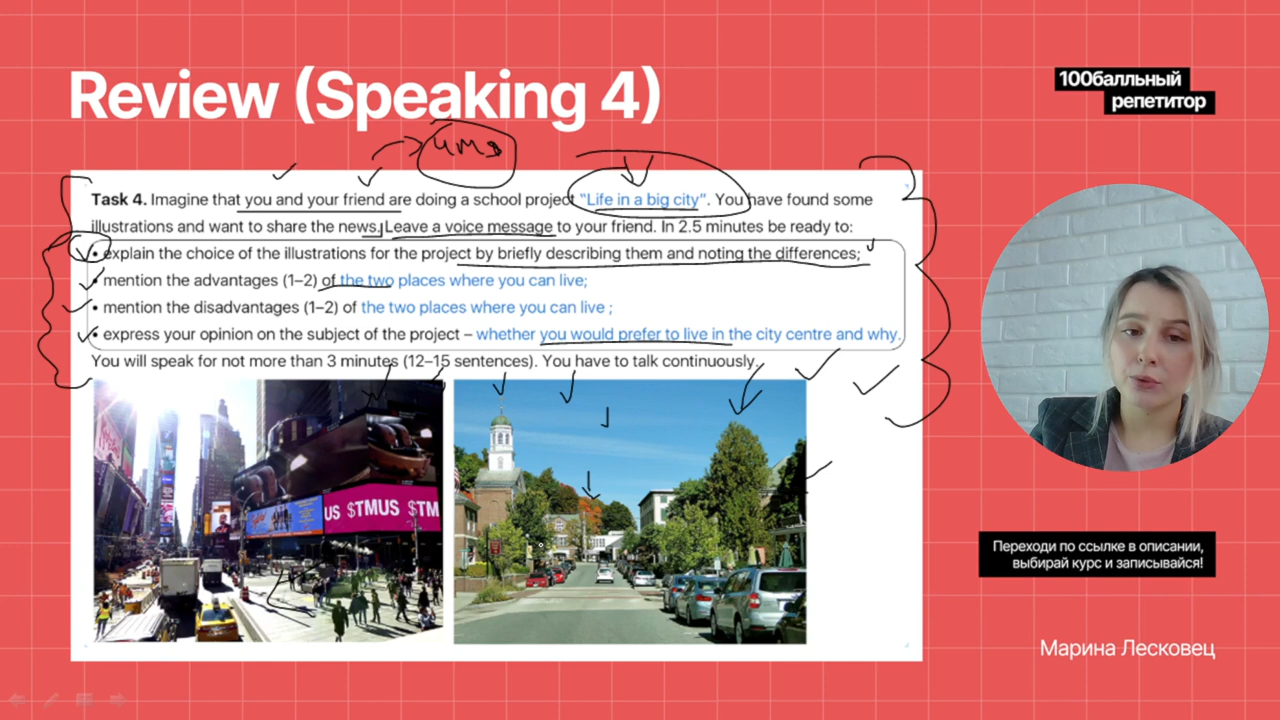 Review (Speaking 4)
100балльный
репетитор
имя
Task 4. Imagine that you and your friend are doing a school project “Life in a big city”. You have found some
illustrations and want to share the news. Leave a voice message to your friend. In 2.5 minutes be ready to:
• explain the choice of the illustrations for the project by briefly describing them and noting the differences;
• mention the advantages (1–2) of the two places where you can live;
• mention the disadvantages (1–2) of the two places where you can live ;
• express your opinion on the subject of the project – whether you would prefer to live in the city centre and why.
You will speak for not more than 3 minutes (12–15 sentences). You have to talk continuously.
US $TMUS $TM
Переходи по ссылке в описании,
выбирай курс и записывайся!
Марина Лесковец